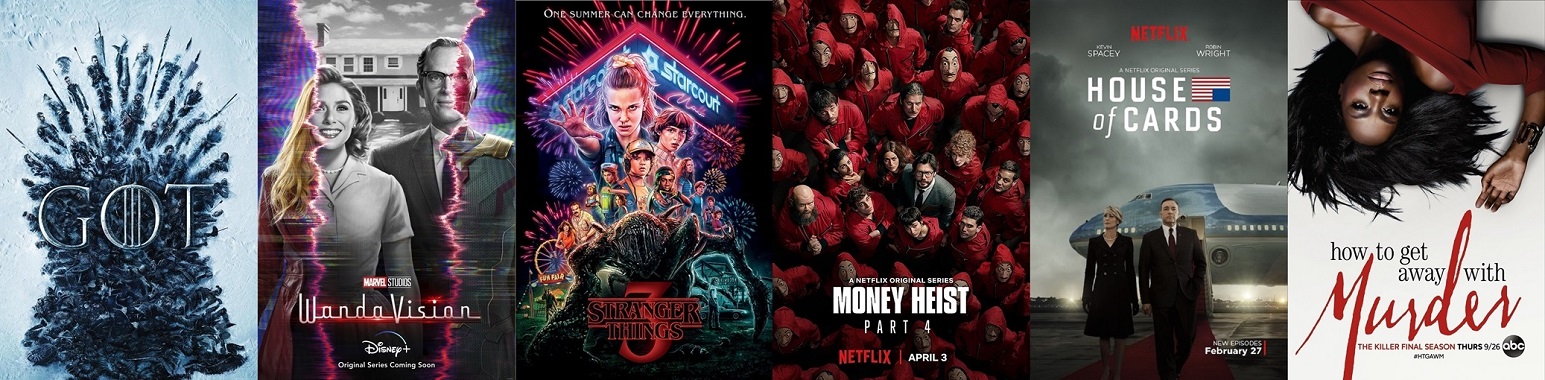 GOT
MARVEL STUDIOS
WandaVision
Disney+
Original Series Coming Soon
ONE SUMMER CAN CHANGE EVERYTHING.
starcourt
FUN FAIR
3
STRANGER
THINGS
A NETFLIX ORIGINAL SERIES
MONEY HEIST
PART 4
NETFLIX | APRIL 3
NETFLIX
KEVIN
SPACEY
ROBIN
WRIGHT
A NETFLIX ORIGINAL SERIES
HOUSE
of CARDS
NEW EPISODES
February 27
how to get
away with
Murder
THE KILLER FINAL SEASON THURS 9/26 abc
#HTGAWM